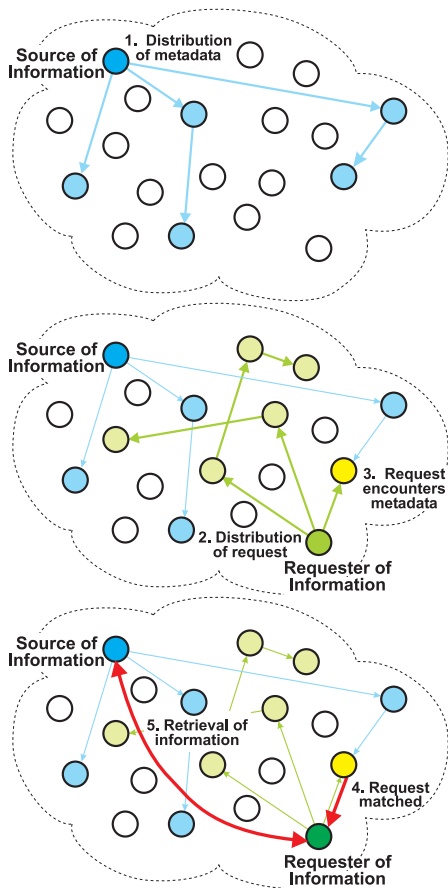 Source of
Information
1. Distribution
of metadata
Source of
Information
3. Request
encounters
metadata
2. Distribution
of request
Requester of
Information
Source of
Information
5. Retrieval of
information
4. Request
matched
Requester of
Information